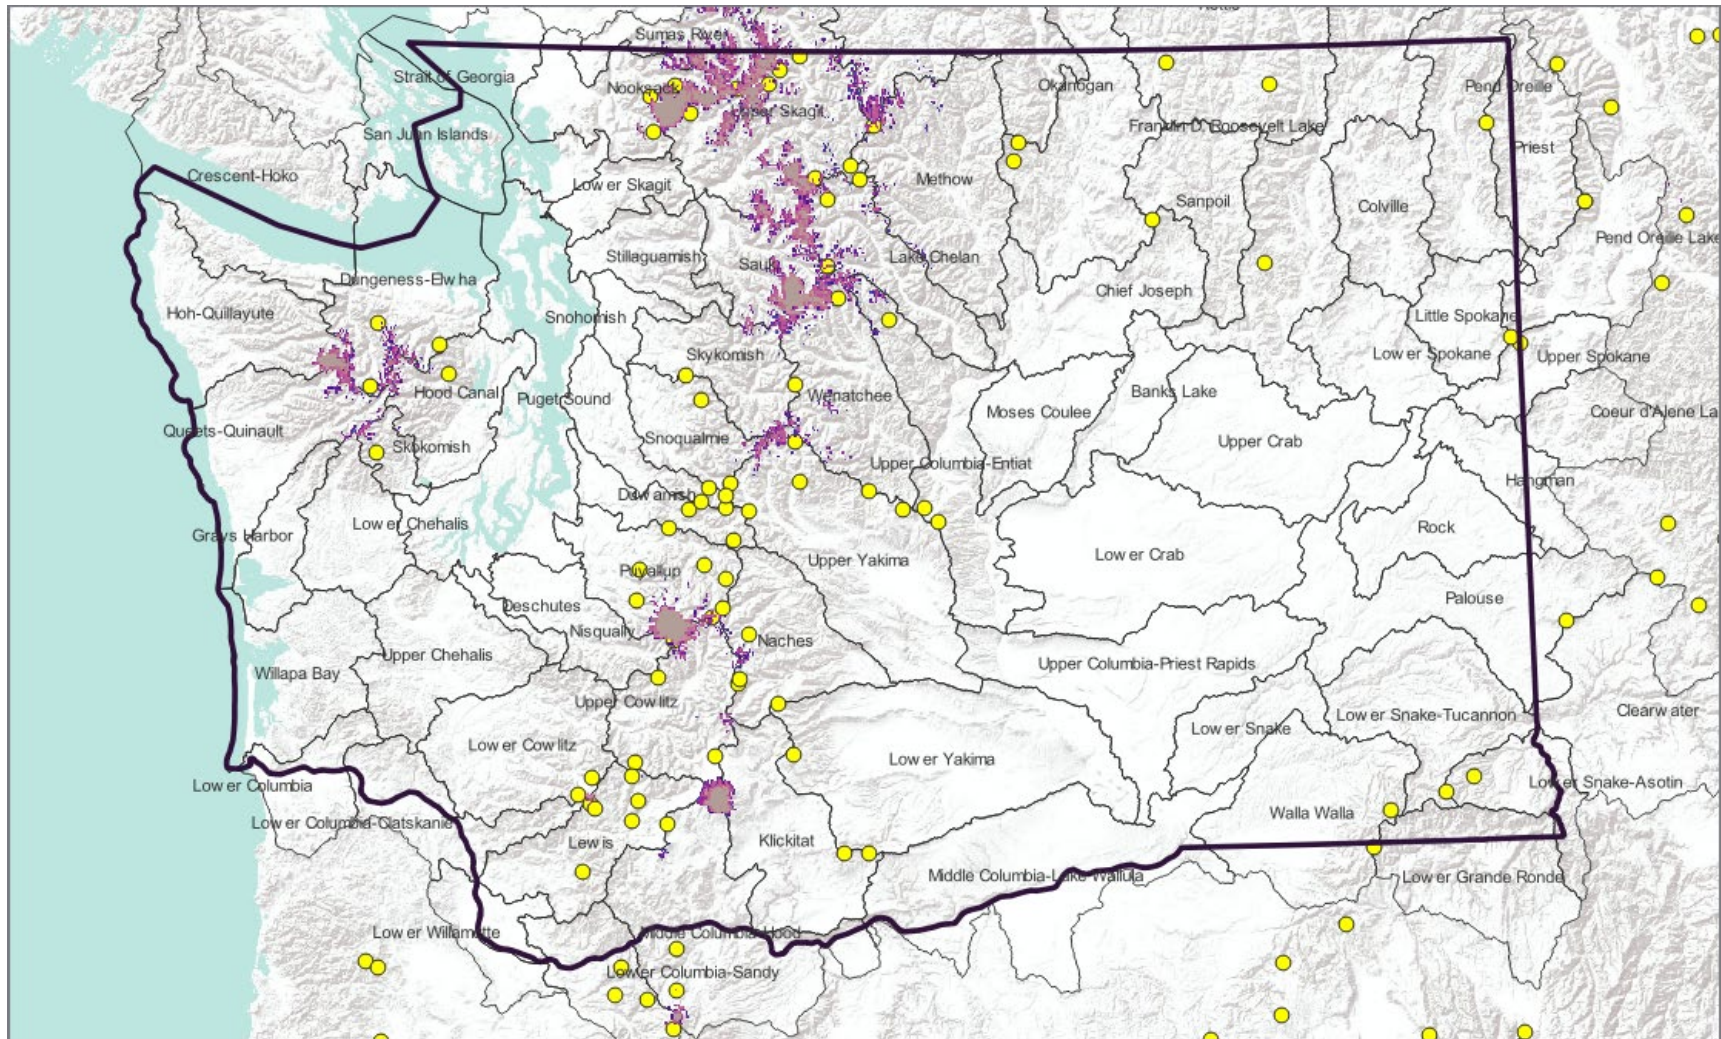 Sumas River
Strait of Georgia
Nooksack
Upper Skagit
Okanogan
Pend Oreille
San Juan Islands
Franklin D. Roosevelt Lake
Priest
Crescent-Hoko
Lower Skagit
Methow
Sanpoil
Colville
Pend Oreille Lake
Stillaguamish
Sauk
Lake Chelan
Dungeness-Elwha
Chief Joseph
Hoh-Quillayute
Snohomish
Little Spokane
Skykomish
Lower Spokane
Upper Spokane
Hood Canal
Puget Sound
Wenatchee
Banks Lake
Moses Coulee
Coeur d'Alene La
Queets-Quinault
Skokomish
Snoqualmie
Upper Crab
Upper Columbia-Entiat
Hangman
Duwamish
Lower Chehalis
Grays Harbor
Rock
Lower Crab
Upper Yakima
Puyallup
Deschutes
Palouse
Nisqually
Naches
Upper Chehalis
Upper Columbia-Priest Rapids
Willapa Bay
Upper Cowlitz
Clearwater
Lower Snake
Lower Snake-Tucannon
Lower Cowlitz
Lower Yakima
Lower Columbia
Lower Snake-Asotin
Walla Walla
Lower Columbia-Clatskanie
Lewis
Klickitat
Middle Columbia-Lake Wallula
Lower Grande Ronde
Lower Willamette
Middle Columbia-Hood
Lower Columbia-Sandy